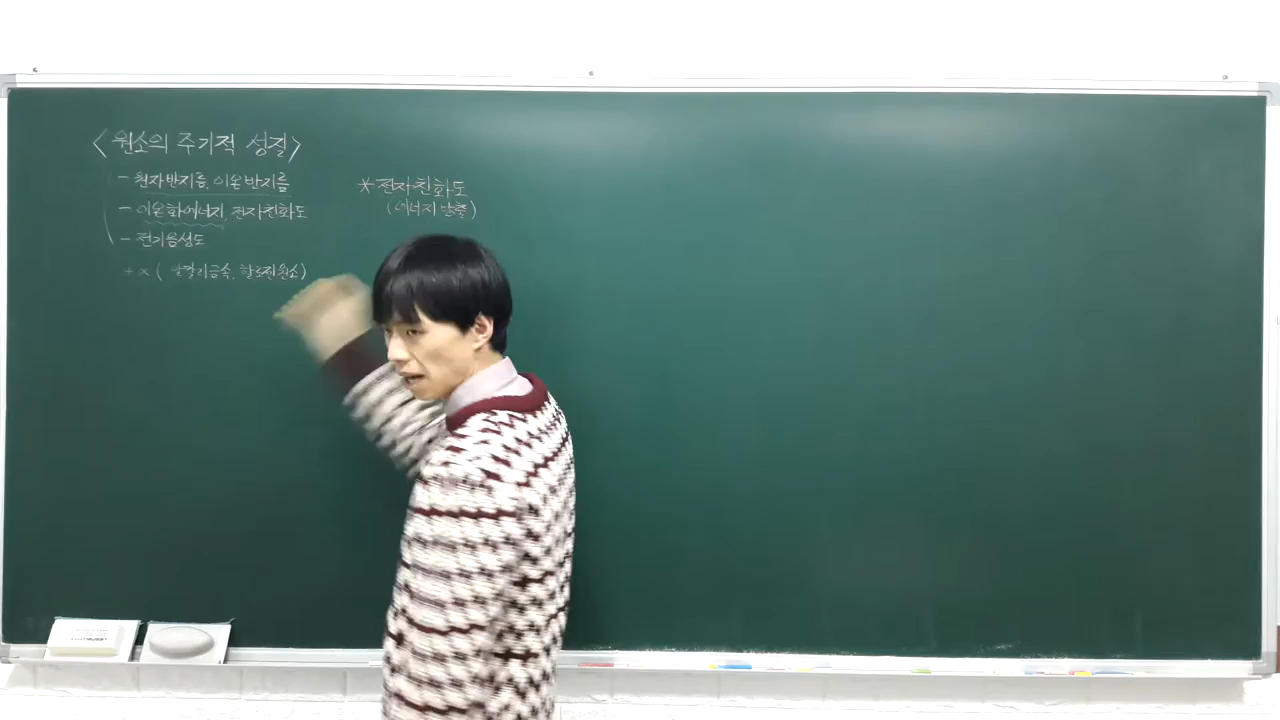 <원소의 주기적 성질>
- 원자반지름, 이온반지름
- 이온화에너지, 전자친화도
- 전기음성도
+ α ( 알칼리금속, 할로젠원소)
* 전자친화도
(에너지 방출)